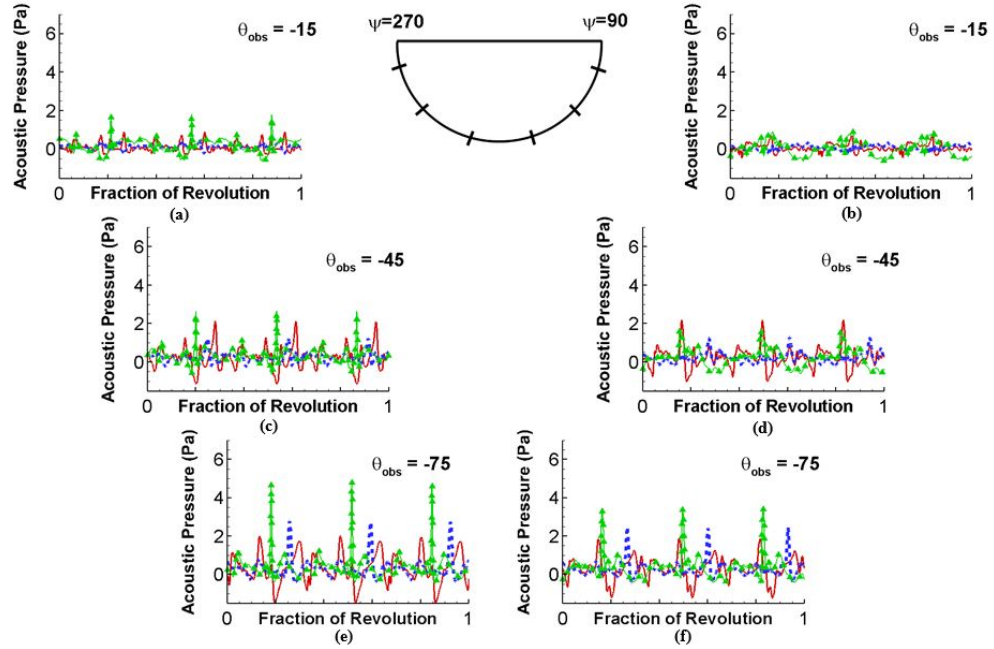 Acoustic Pressure (Pa)
6
4
2
0
θobs = -15
0
Fraction of Revolution
1
(a)
ψ=270
ψ=90
Acoustic Pressure (Pa)
6
4
2
0
θobs = -15
0
Fraction of Revolution
1
(b)
Acoustic Pressure (Pa)
6
4
2
0
θobs = -45
0
Fraction of Revolution
1
(c)
Acoustic Pressure (Pa)
6
4
2
0
θobs = -45
0
Fraction of Revolution
1
(d)
Acoustic Pressure (Pa)
6
4
2
0
θobs = -75
0
Fraction of Revolution
1
(e)
Acoustic Pressure (Pa)
6
4
2
0
θobs = -75
0
Fraction of Revolution
1
(f)